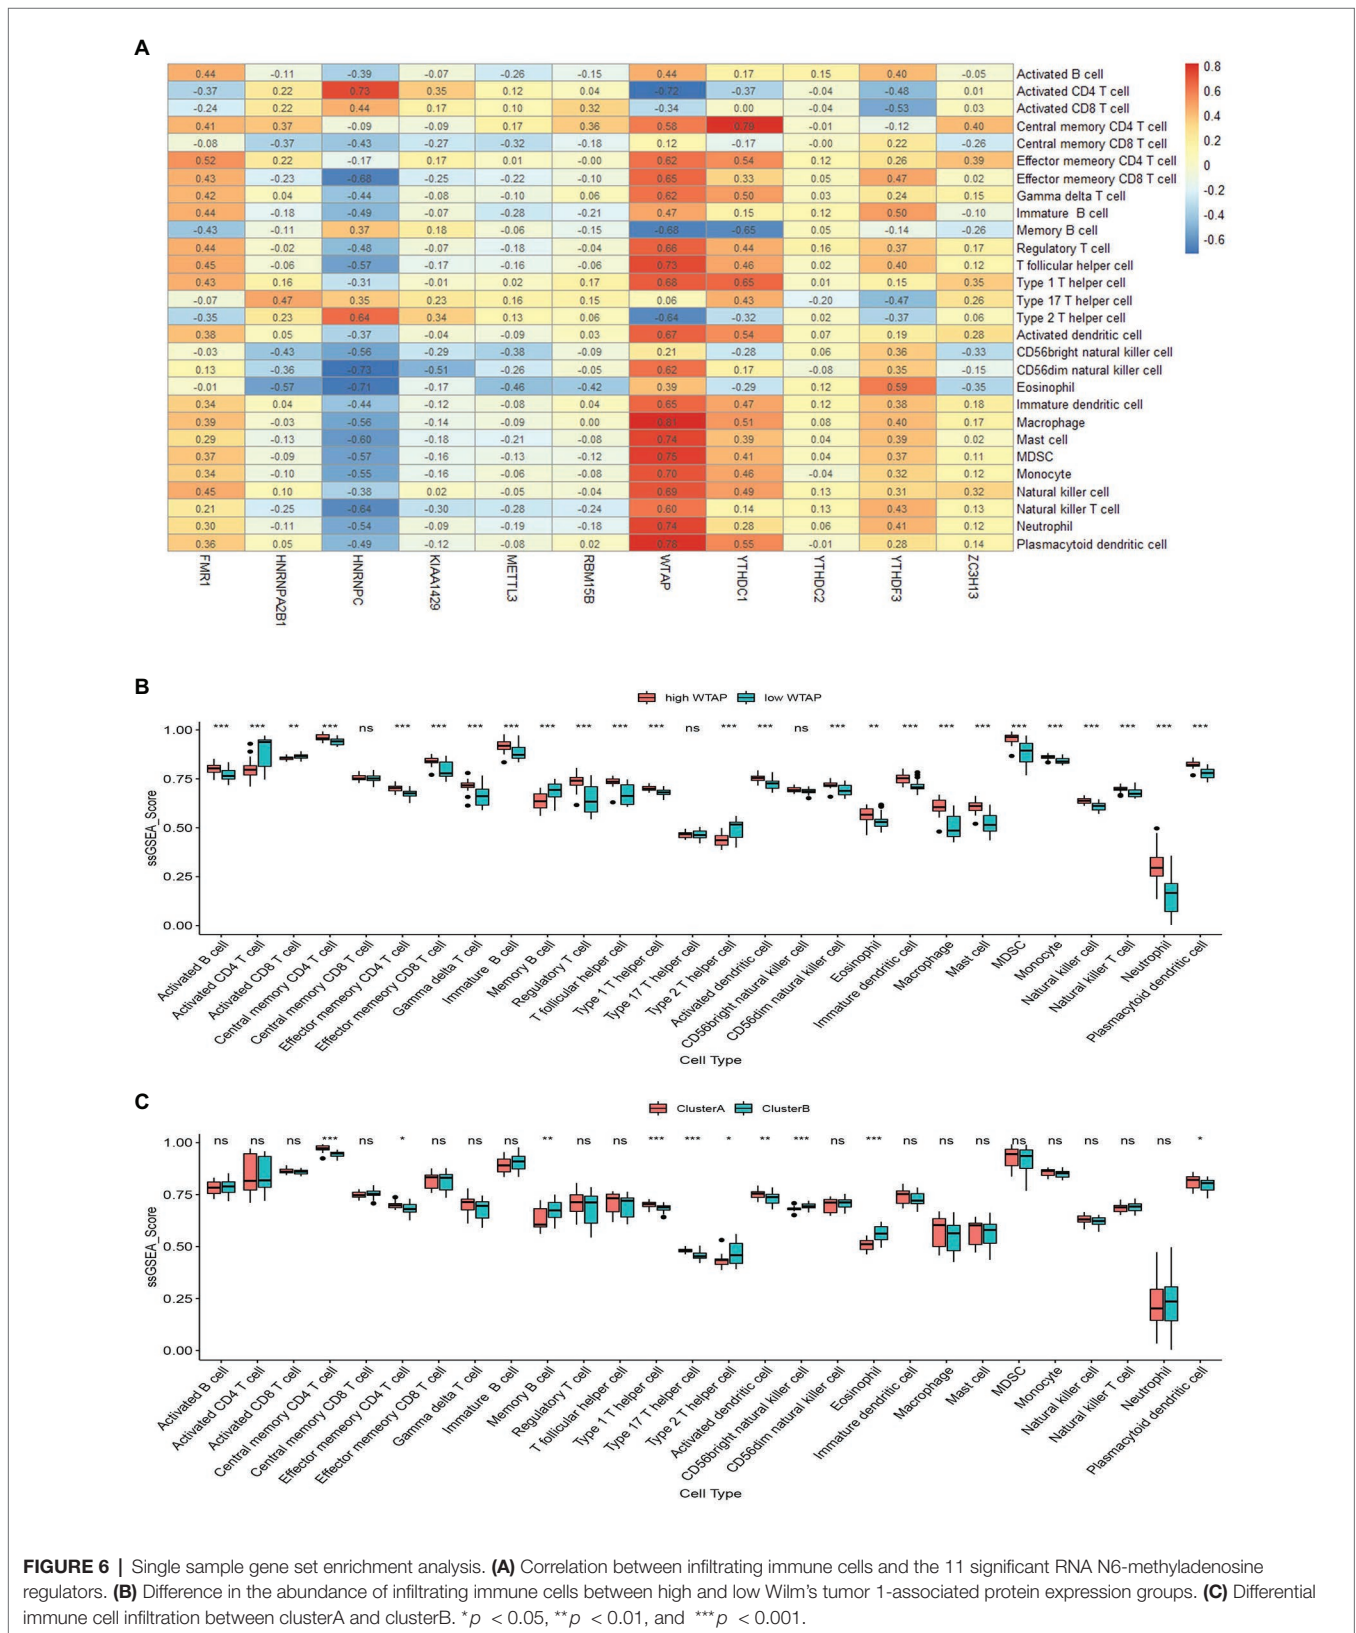 A
0.44 -0.11 -0.39 -0.07 -0.26 -0.15 0.44 0.17 0.15 0.40 -0.05 Activated B cell
-0.37 0.22 0.73 0.35 0.12 0.04 -0.72 -0.37 -0.04 -0.48 0.01 Activated CD4 T cell
-0.24 0.22 0.44 0.17 0.10 0.32 -0.34 0.00 -0.04 -0.53 0.03 Activated CD8 T cell
0.41 0.37 -0.09 -0.09 0.17 0.36 0.58 0.79 -0.01 -0.12 0.40 Central memory CD4 T cell
-0.08 -0.37 -0.43 -0.27 -0.32 -0.18 0.12 -0.17 -0.00 0.22 -0.26 Central memory CD8 T cell
0.52 0.22 -0.17 0.17 0.01 -0.00 0.62 0.54 0.12 0.26 0.39 Effector memeory CD4 T cell
0.43 -0.23 -0.68 -0.25 -0.22 -0.10 0.65 0.33 0.05 0.47 0.02 Effector memeory CD8 T cell
0.42 0.04 -0.44 -0.08 -0.10 0.06 0.62 0.50 0.03 0.24 0.15 Gamma delta T cell
0.44 -0.18 -0.49 -0.07 -0.28 -0.21 0.47 0.15 0.12 0.50 -0.10 Immature B cell
-0.43 -0.11 0.37 0.18 -0.06 -0.15 -0.68 -0.65 0.05 -0.14 -0.26 Memory B cell
0.44 -0.02 -0.48 -0.07 -0.18 -0.04 0.66 0.44 0.16 0.37 0.17 Regulatory T cell
0.45 -0.06 -0.57 -0.17 -0.16 -0.06 0.73 0.46 0.02 0.40 0.12 T follicular helper cell
0.43 0.16 -0.31 -0.01 0.02 0.17 0.68 0.65 0.01 0.15 0.35 Type 1 T helper cell
-0.07 0.47 0.35 0.23 0.16 0.15 0.06 0.43 -0.20 -0.47 0.26 Type 17 T helper cell
-0.35 0.23 0.64 0.34 0.13 0.06 -0.64 -0.32 0.02 -0.37 0.06 Type 2 T helper cell
0.38 0.05 -0.37 -0.04 -0.09 0.03 0.67 0.54 0.07 0.19 0.28 Activated dendritic cell
-0.03 -0.43 -0.56 -0.29 -0.38 -0.09 0.21 -0.28 0.06 0.36 -0.33 CD56bright natural killer cell
0.13 -0.36 -0.73 -0.51 -0.26 -0.05 0.62 0.17 -0.08 0.35 -0.15 CD56dim natural killer cell
-0.01 -0.57 -0.71 -0.17 -0.46 -0.42 0.39 -0.29 0.12 0.59 -0.35 Eosinophil
0.34 0.04 -0.44 -0.12 -0.08 0.04 0.65 0.47 0.12 0.38 0.18 Immature dendritic cell
0.39 -0.03 -0.56 -0.14 -0.09 0.00 0.81 0.51 0.08 0.40 0.17 Macrophage
0.29 -0.13 -0.60 -0.18 -0.21 -0.08 0.74 0.39 0.04 0.39 0.02 Mast cell
0.37 -0.09 -0.57 -0.16 -0.13 -0.12 0.75 0.41 0.04 0.37 0.11 MDSC
0.34 -0.10 -0.55 -0.16 -0.06 -0.08 0.70 0.46 -0.04 0.32 0.12 Monocyte
0.45 0.10 -0.38 0.02 -0.05 -0.04 0.69 0.49 0.13 0.31 0.32 Natural killer cell
0.21 -0.25 -0.64 -0.30 -0.28 -0.24 0.60 0.14 0.13 0.43 0.13 Natural killer T cell
0.30 -0.11 -0.54 -0.09 -0.19 -0.18 0.74 0.28 0.06 0.41 0.12 Neutrophil
0.36 0.05 -0.49 -0.12 -0.08 0.02 0.78 0.55 -0.01 0.28 0.14 Plasmacytoid dendritic cell
FMR1 HNRNPA2B1 HNRNPC KIAA1429 METTL3 RBM15B WTAP YTHDC1 YTHDC2 YTHDF3 ZC3H13
0.8
0.6
0.4
0.2
0
-0.2
-0.4
-0.6
B
high WTAP low WTAP
*** *** ** *** ns *** *** *** *** *** *** *** *** ns *** *** ns *** ** *** *** *** *** *** *** *** *** ***
1.00
0.75
0.50
0.25
0.00
ssGSEA_Score
Activated B cell
Activated CD4 T cell
Activated CD8 T cell
Central memory CD4 T cell
Central memory CD8 T cell
Effector memeory CD4 T cell
Effector memeory CD8 T cell
Gamma delta T cell
Immature B cell
Memory B cell
Regulatory T cell
T follicular helper cell
Type 1 T helper cell
Type 17 T helper cell
Type 2 T helper cell
Activated dendritic cell
CD56bright natural killer cell
CD56dim natural killer cell
Eosinophil
Immature dendritic cell
Macrophage
Mast cell
MDSC
Monocyte
Natural killer cell
Natural killer T cell
Neutrophil
Plasmacytoid dendritic cell
Cell Type
C
ClusterA ClusterB
ns ns ns *** ns * ns ns ns ** ns ns *** *** * ** *** ns *** ns ns ns ns ns ns ns ns *
1.00
0.75
0.50
0.25
0.00
ssGSEA_Score
Activated B cell
Activated CD4 T cell
Activated CD8 T cell
Central memory CD4 T cell
Central memory CD8 T cell
Effector memeory CD4 T cell
Effector memeory CD8 T cell
Gamma delta T cell
Immature B cell
Memory B cell
Regulatory T cell
T follicular helper cell
Type 1 T helper cell
Type 17 T helper cell
Type 2 T helper cell
Activated dendritic cell
CD56bright natural killer cell
CD56dim natural killer cell
Eosinophil
Immature dendritic cell
Macrophage
Mast cell
MDSC
Monocyte
Natural killer cell
Natural killer T cell
Neutrophil
Plasmacytoid dendritic cell
Cell Type
FIGURE 6 | Single sample gene set enrichment analysis. (A) Correlation between infiltrating immune cells and the 11 significant RNA N6-methyladenosine
regulators. (B) Difference in the abundance of infiltrating immune cells between high and low Wilm's tumor 1-associated protein expression groups. (C) Differential
immune cell infiltration between clusterA and clusterB. *p < 0.05, **p < 0.01, and ***p < 0.001.